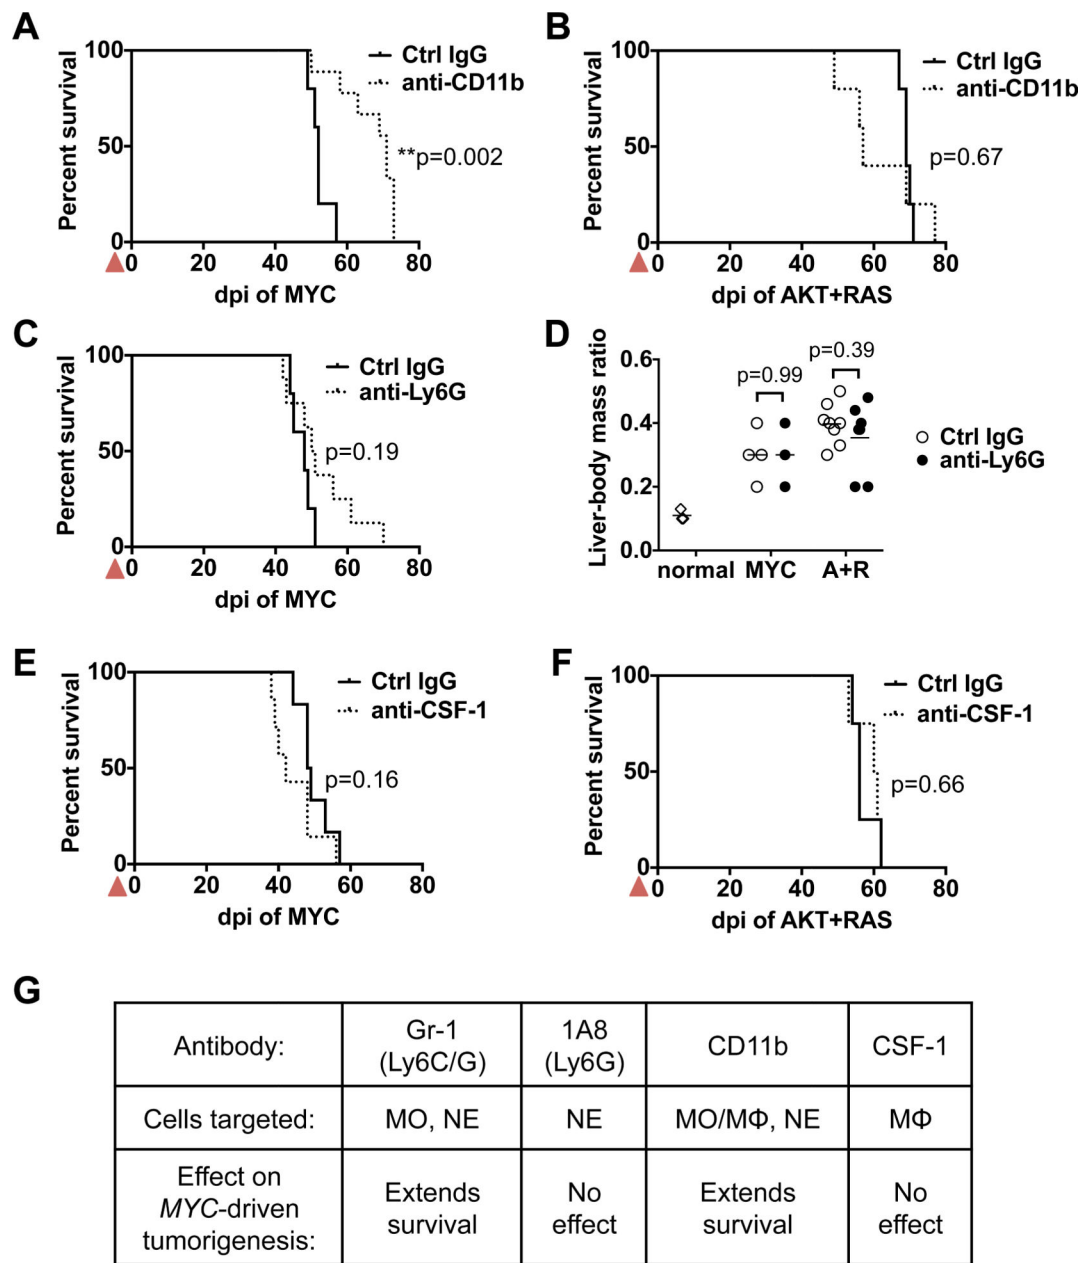 A
Percent survival
100
50
0
Ctrl IgG
anti-CD11b
**p=0.002
0 20 40 60 80
dpi of MYC
B
Percent survival
100
50
0
Ctrl IgG
anti-CD11b
p=0.67
0 20 40 60 80
dpi of AKT+RAS
C
Percent survival
100
50
0
Ctrl IgG
anti-Ly6G
p=0.19
0 20 40 60 80
dpi of MYC
D
Liver-body mass ratio
0.6
0.4
0.2
0.0
p=0.99
p=0.39
Ctrl IgG
anti-Ly6G
normal MYC A+R
E
Percent survival
100
50
0
Ctrl IgG
anti-CSF-1
p=0.16
0 20 40 60 80
dpi of MYC
F
Percent survival
100
50
0
Ctrl IgG
anti-CSF-1
p=0.66
0 20 40 60 80
dpi of AKT+RAS
G
Antibody:
Gr-1
(Ly6C/G)
1A8
(Ly6G)
CD11b
CSF-1
Cells targeted:
MO, NE
NE
MO/MΦ, NE
MΦ
Effect on
MYC-driven
tumorigenesis:
Extends
survival
No
effect
Extends
survival
No
effect